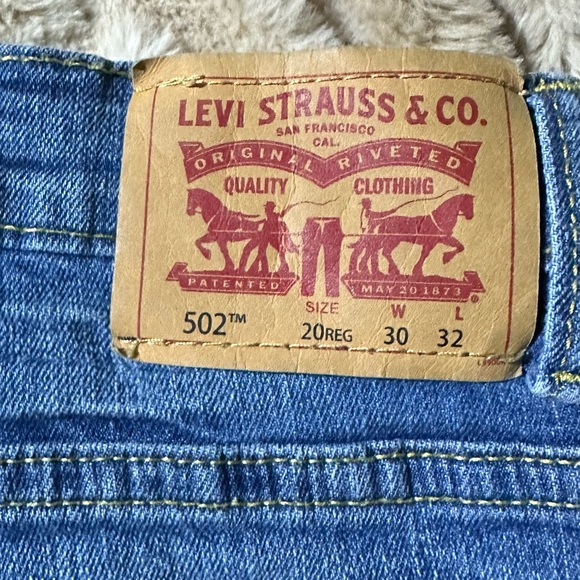 LEVI STRAUSS & CO.
SAN FRANCISCO
CAL.
ORIGINAL RIVETED
QUALITY CLOTHING
PATENTED MAY 20 1873
SIZE W L
502™ 20REG 30 32